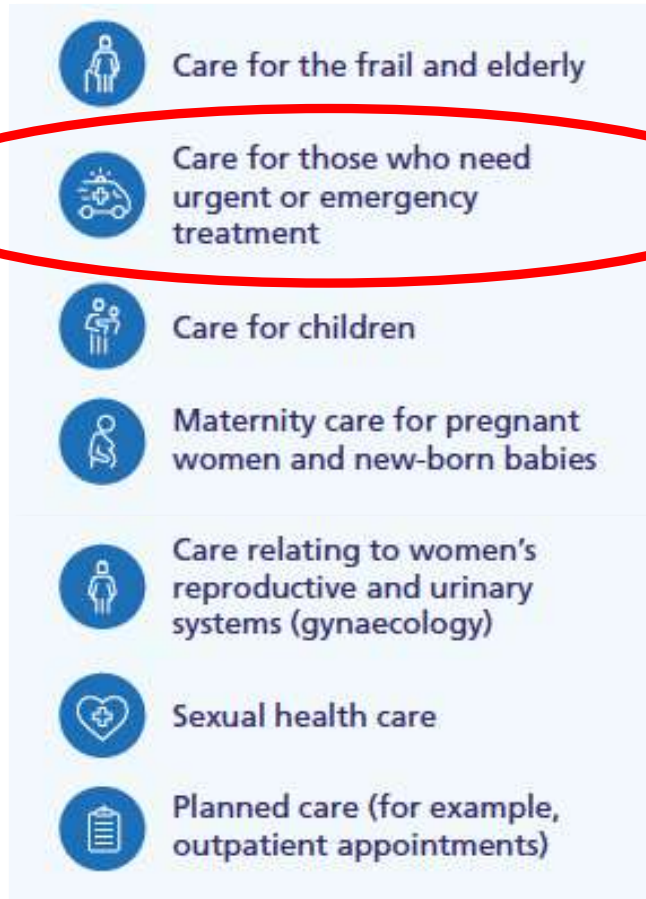 Care for the frail and elderly
Care for those who need
urgent or emergency
treatment
Care for children
Maternity care for pregnant
women and new-born babies
Care relating to women's
reproductive and urinary
systems (gynaecology)
Sexual health care
Planned care (for example,
outpatient appointments)